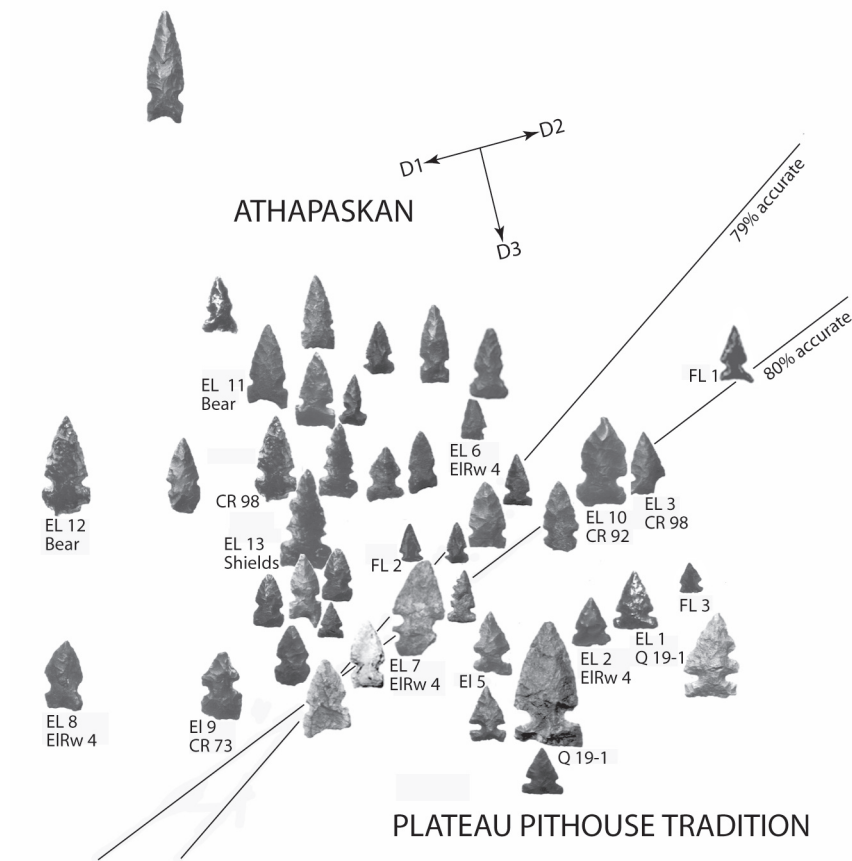 D2
D1
D3
79% accurate
ATHAPASKAN
80% accurate
FL 1
EL 11
Bear
EL 6
ElRw 4
CR 98
EL 3
CR 98
EL 10
CR 92
EL 12
Bear
EL 13
Shields
FL 2
FL 3
EL 1
Q 19-1
EL 2
ElRw 4
EL 7
ElRw 4
El 5
EL 8
ElRw 4
El 9
CR 73
Q 19-1
PLATEAU PITHOUSE TRADITION